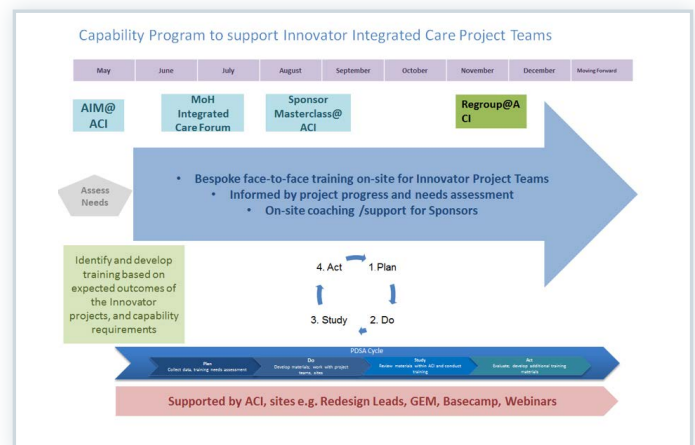 Capability Program to support Innovator Integrated Care Project Teams
May June July August September October November December Moving Forward
AIM@
ACI
MoH
Integrated
Care Forum
Sponsor
Masterclass@
ACI
Regroup@A
CI
Assess
Needs
• Bespoke face-to-face training on-site for Innovator Project Teams
• Informed by project progress and needs assessment
• On-site coaching /support for Sponsors
Identify and develop
training based on
expected outcomes of
the Innovator
projects, and capability
requirements
4. Act 1.Plan
3. Study 2. Do
PDSA Cycle
Plan
Collect data, training needs assessment
Do
Develop materials, work with project
teams, sites
Study
Review materials within ACI and conduct
training
Act
Evaluate, develop additional training
materials
Supported by ACI, sites e.g. Redesign Leads, GEM, Basecamp, Webinars